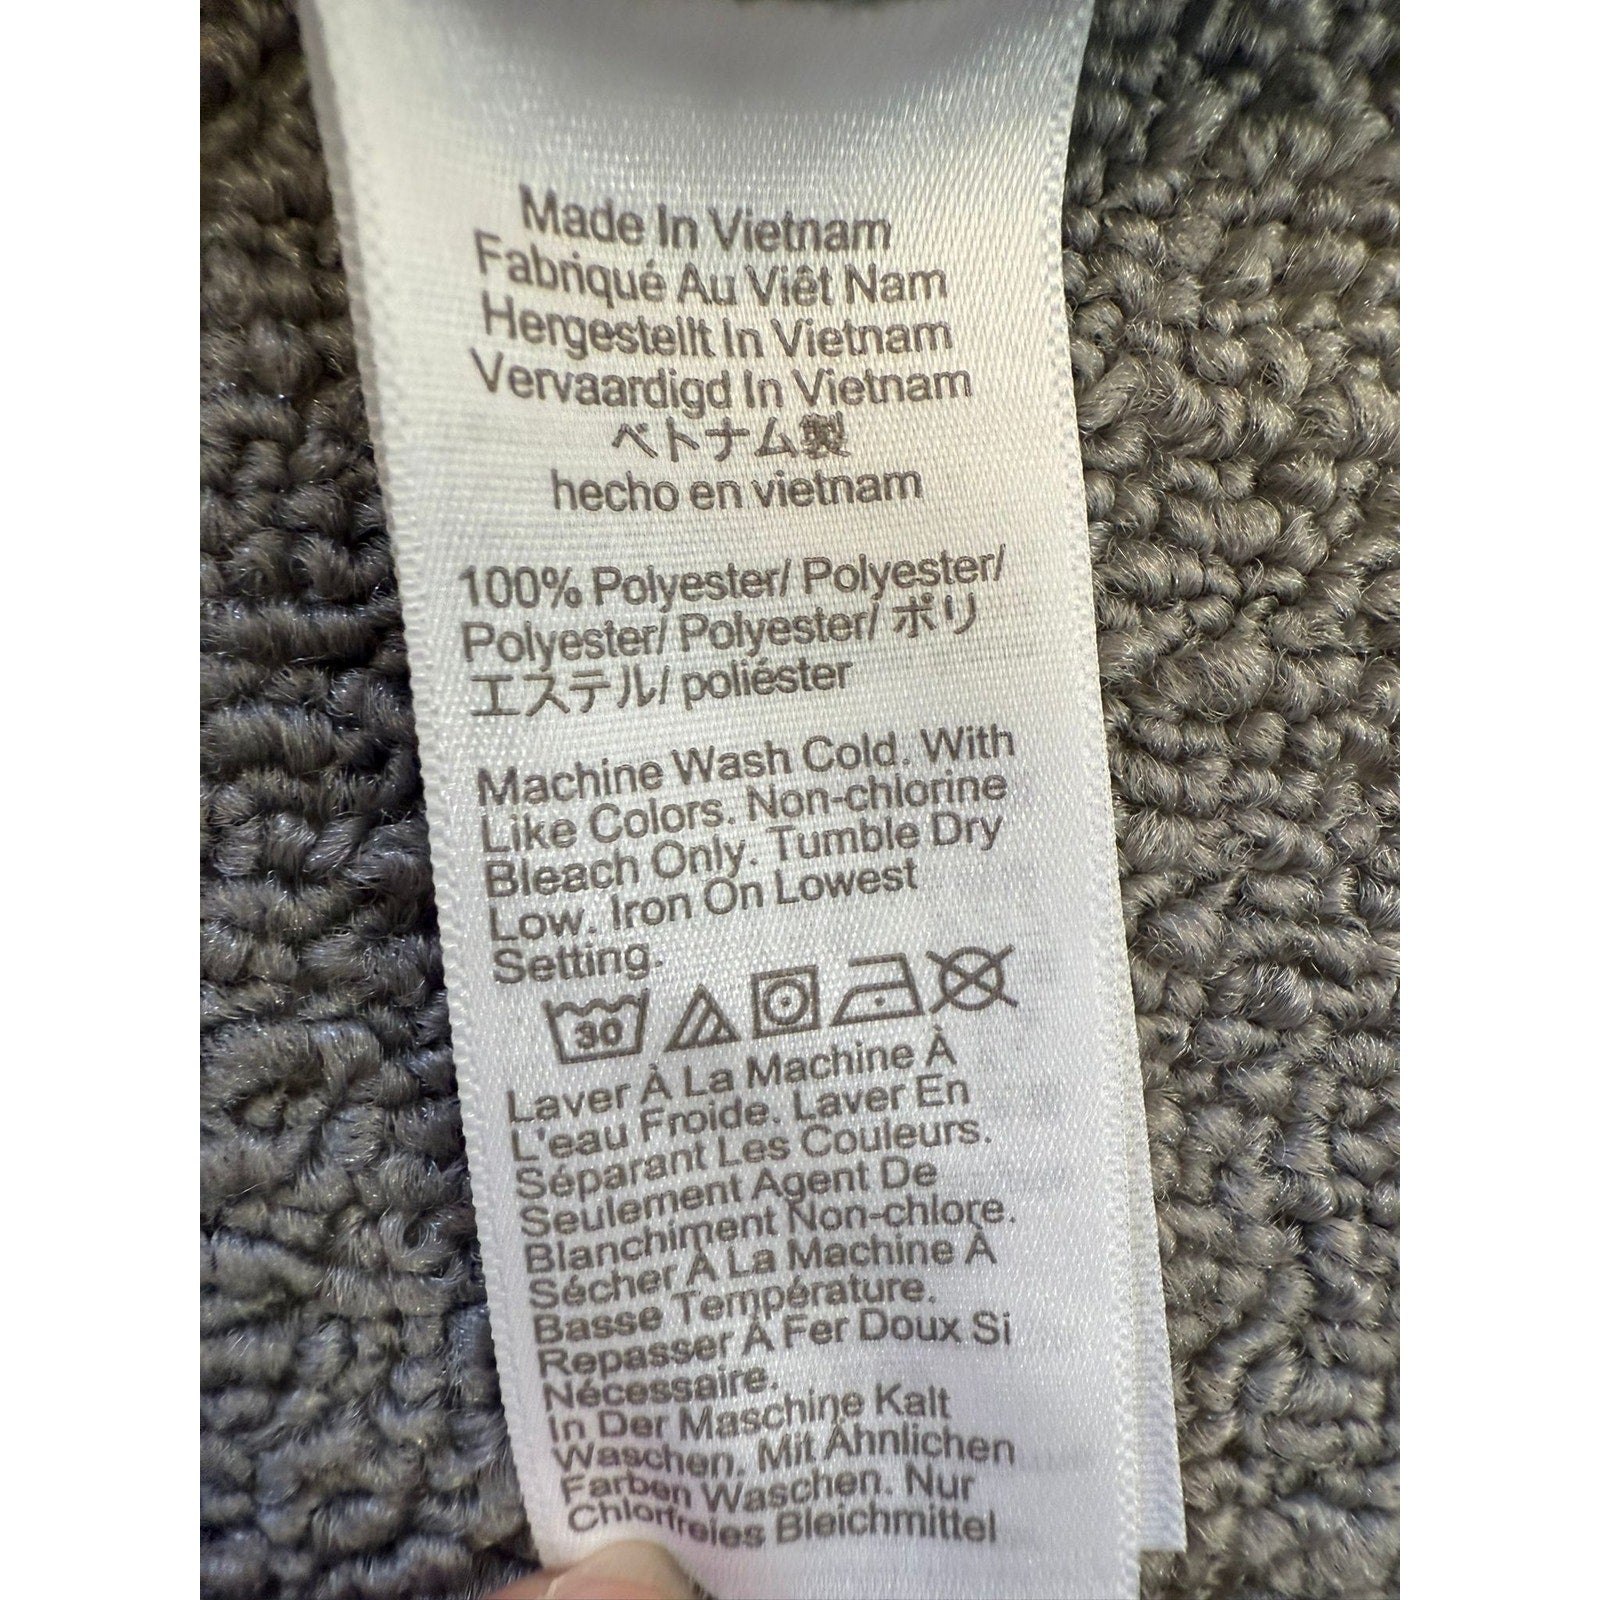 Made In Vietnam
Fabriqué Au Viêt Nam
Hergestellt In Vietnam
Vervaardigd In Vietnam
ベトナム製
hecho en vietnam
100% Polyester/ Polyester/
Polyester/ Polyester/ ポリ
エステル/ poliéster
Machine Wash Cold. With
Like Colors. Non-chlorine
Bleach Only. Tumble Dry
Low. Iron On Lowest
Setting.
30
Laver À La Machine À
L'eau Froide. Laver En
Séparant Les Couleurs.
Seulement Agent De
Blanchiment Non-chlore.
Sécher À La Machine À
Basse Température.
Repasser À Fer Doux Si
Nécessaire.
In Der Maschine Kalt
Waschen. Mit Ähnlichen
Farben Waschen. Nur
Chlorfreies Bleichmittel